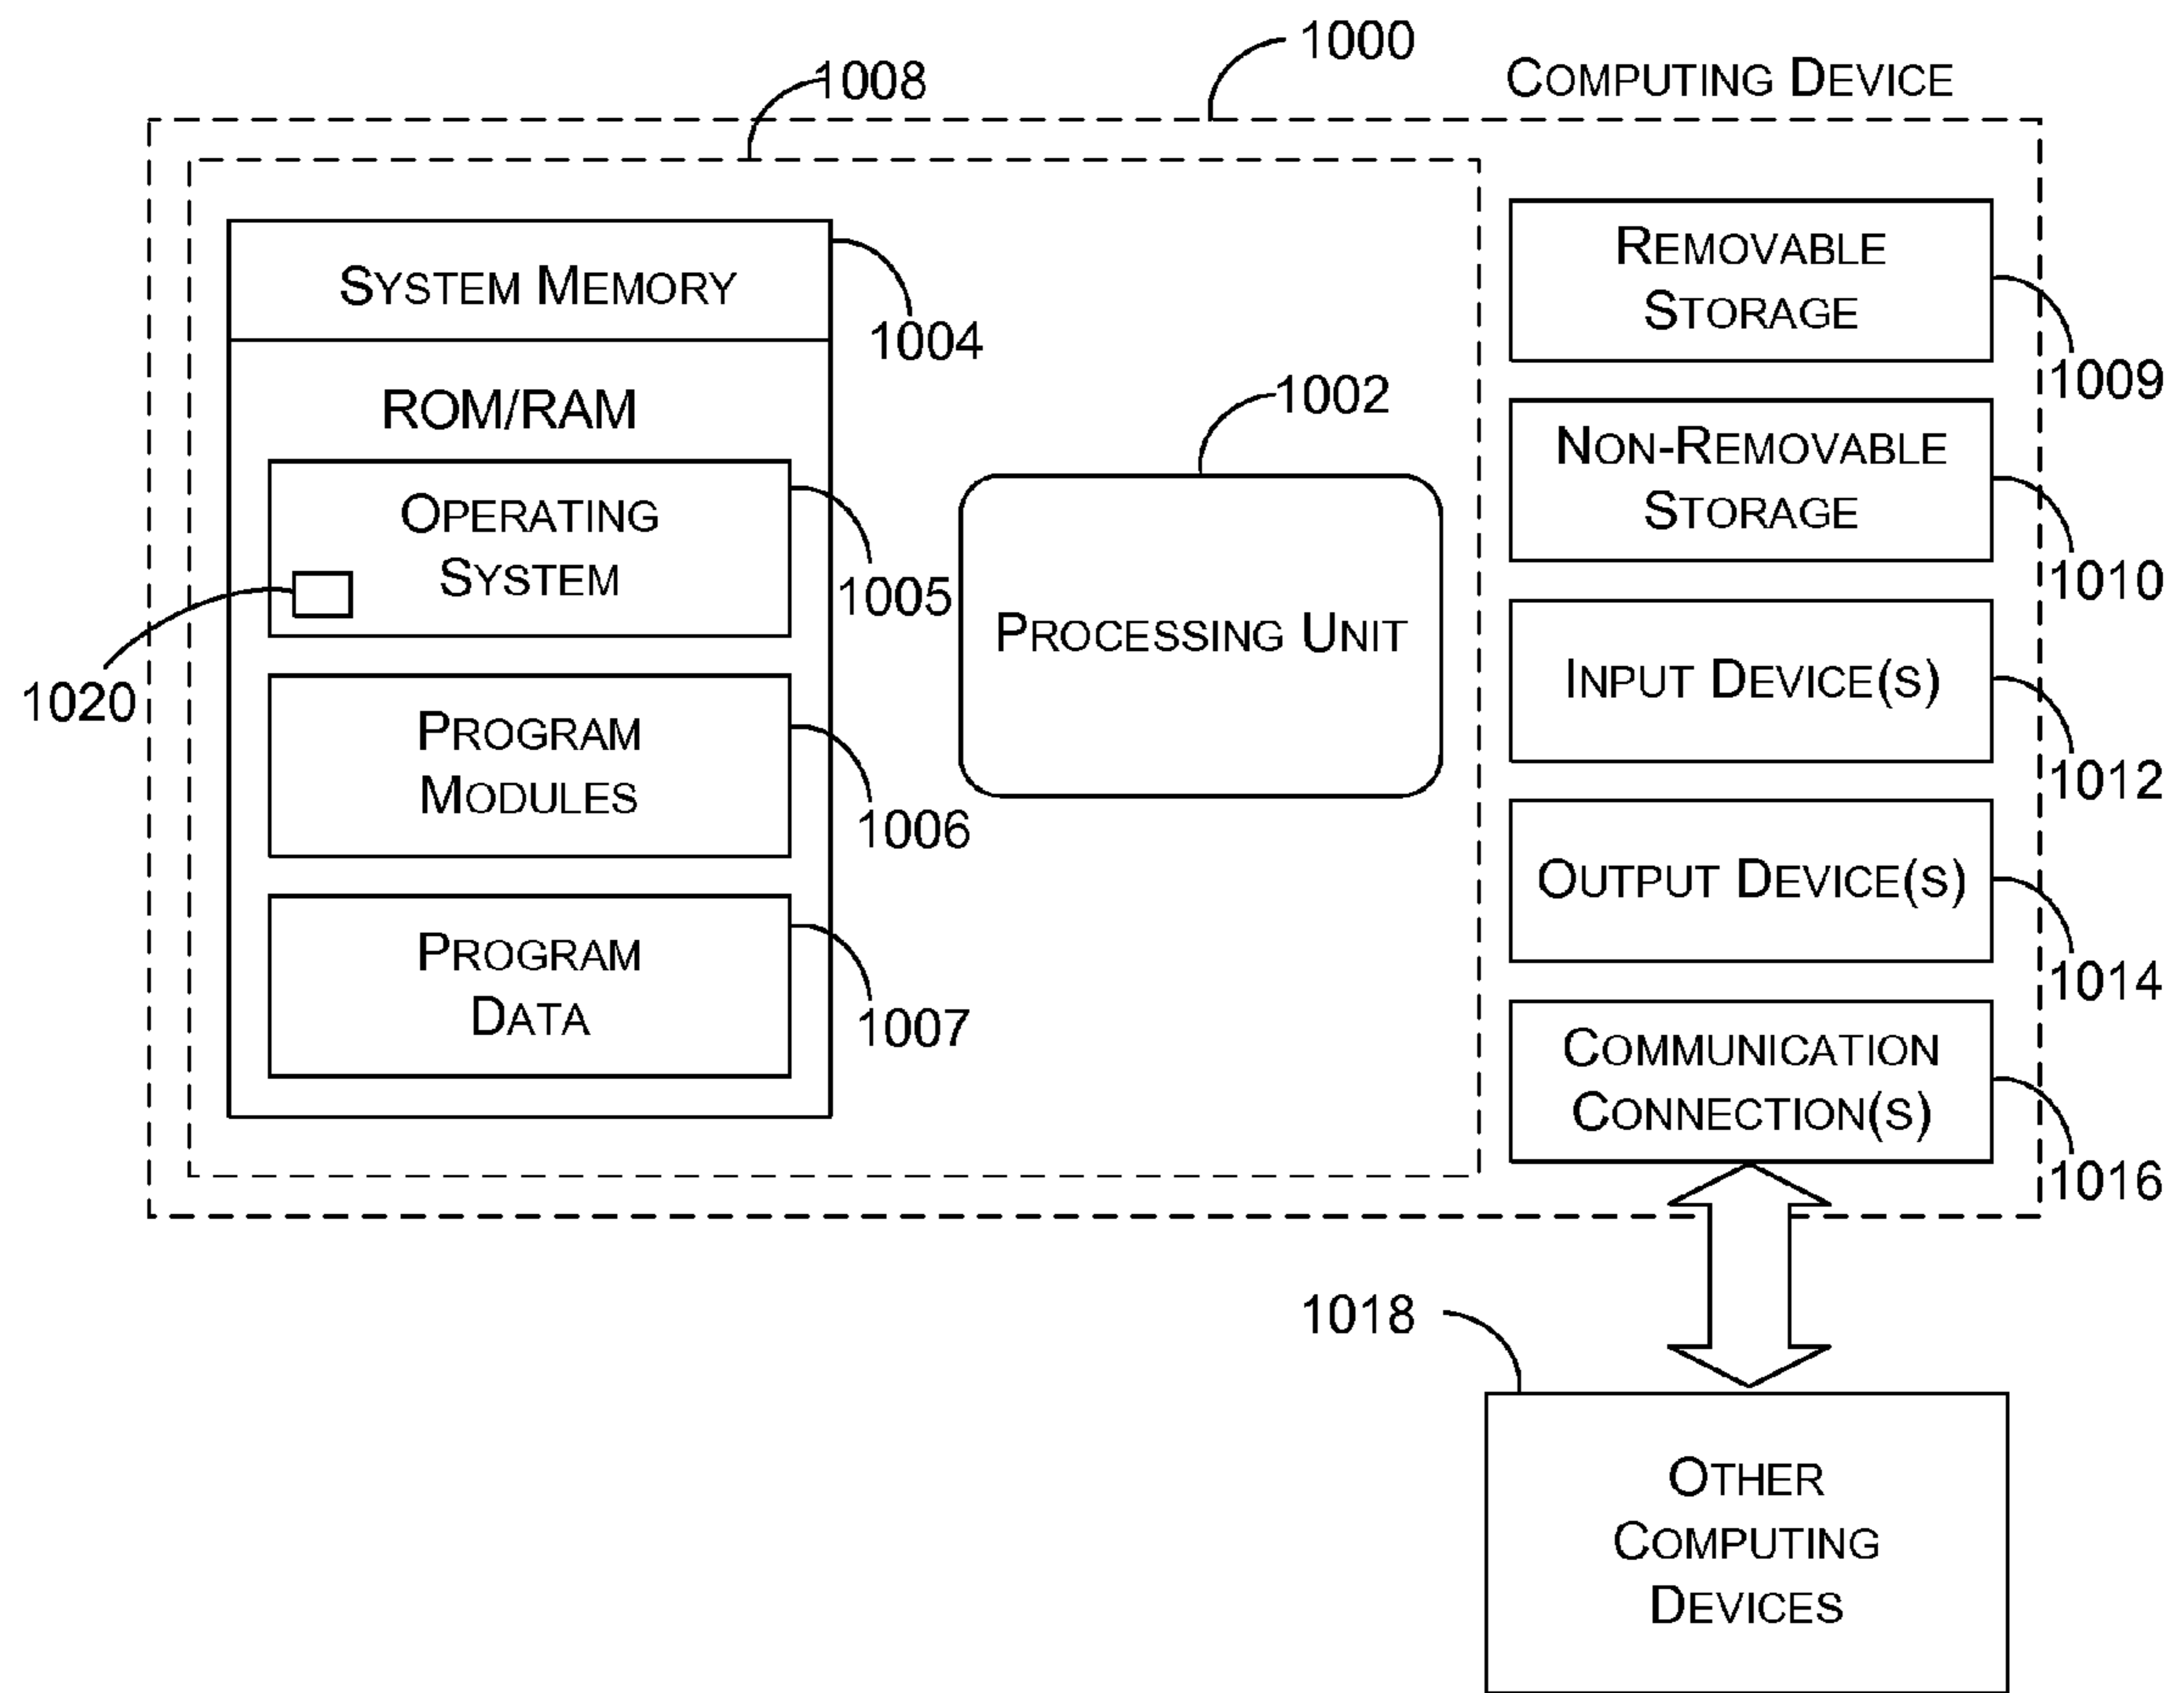 1000
COMPUTING DEVICE
1008
SYSTEM MEMORY
1004
ROM/RAM
OPERATING
SYSTEM
1005
1020
PROGRAM
MODULES
1006
PROGRAM
DATA
1007
1002
PROCESSING UNIT
REMOVABLE
STORAGE
1009
NON-REMOVABLE
STORAGE
1010
INPUT DEVICE(S)
1012
OUTPUT DEVICE(S)
1014
COMMUNICATION
CONNECTION(S)
1016
1018
OTHER
COMPUTING
DEVICES